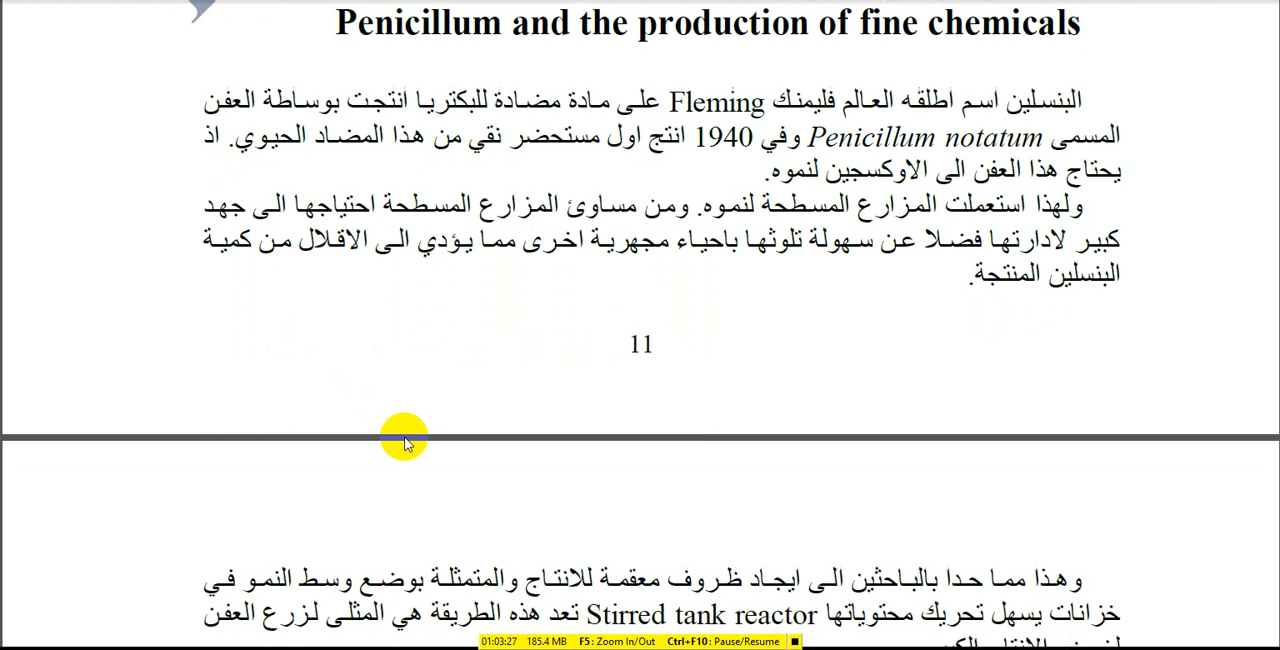 Penicillum and the production of fine chemicals
البنسلين اسم اطلقه العالم فليمنك Fleming على مادة مضادة للبكتريا انتجت بوساطة العفن
المسمى Penicillum notatum وفي 1940 انتج اول مستحضر نقي من هذا المضاد الحيوي. اذ
يحتاج هذا العفن الى الاوكسجين لنموه.
ولهذا استعملت المزارع المسطحة لنموه. ومن مساوئ المزارع المسطحة احتياجها الى جهد
كبير لادارتها فضلا عن سهولة تلوثها باحياء مجهرية اخرى مما يؤدي الى الاقلال من كمية
البنسلين المنتجة.
11
وهذا مما حدا بالباحثين الى ايجاد ظروف معقمة للانتاج والمتمثلة بوضع وسط النمو في
خزانات يسهل تحريك محتوياتها Stirred tank reactor تعد هذه الطريقة هي المثلى لزرع العفن
01:03:27 185.4 MB F5: Zoom In/Out Ctrl+F10: Pause/Resume